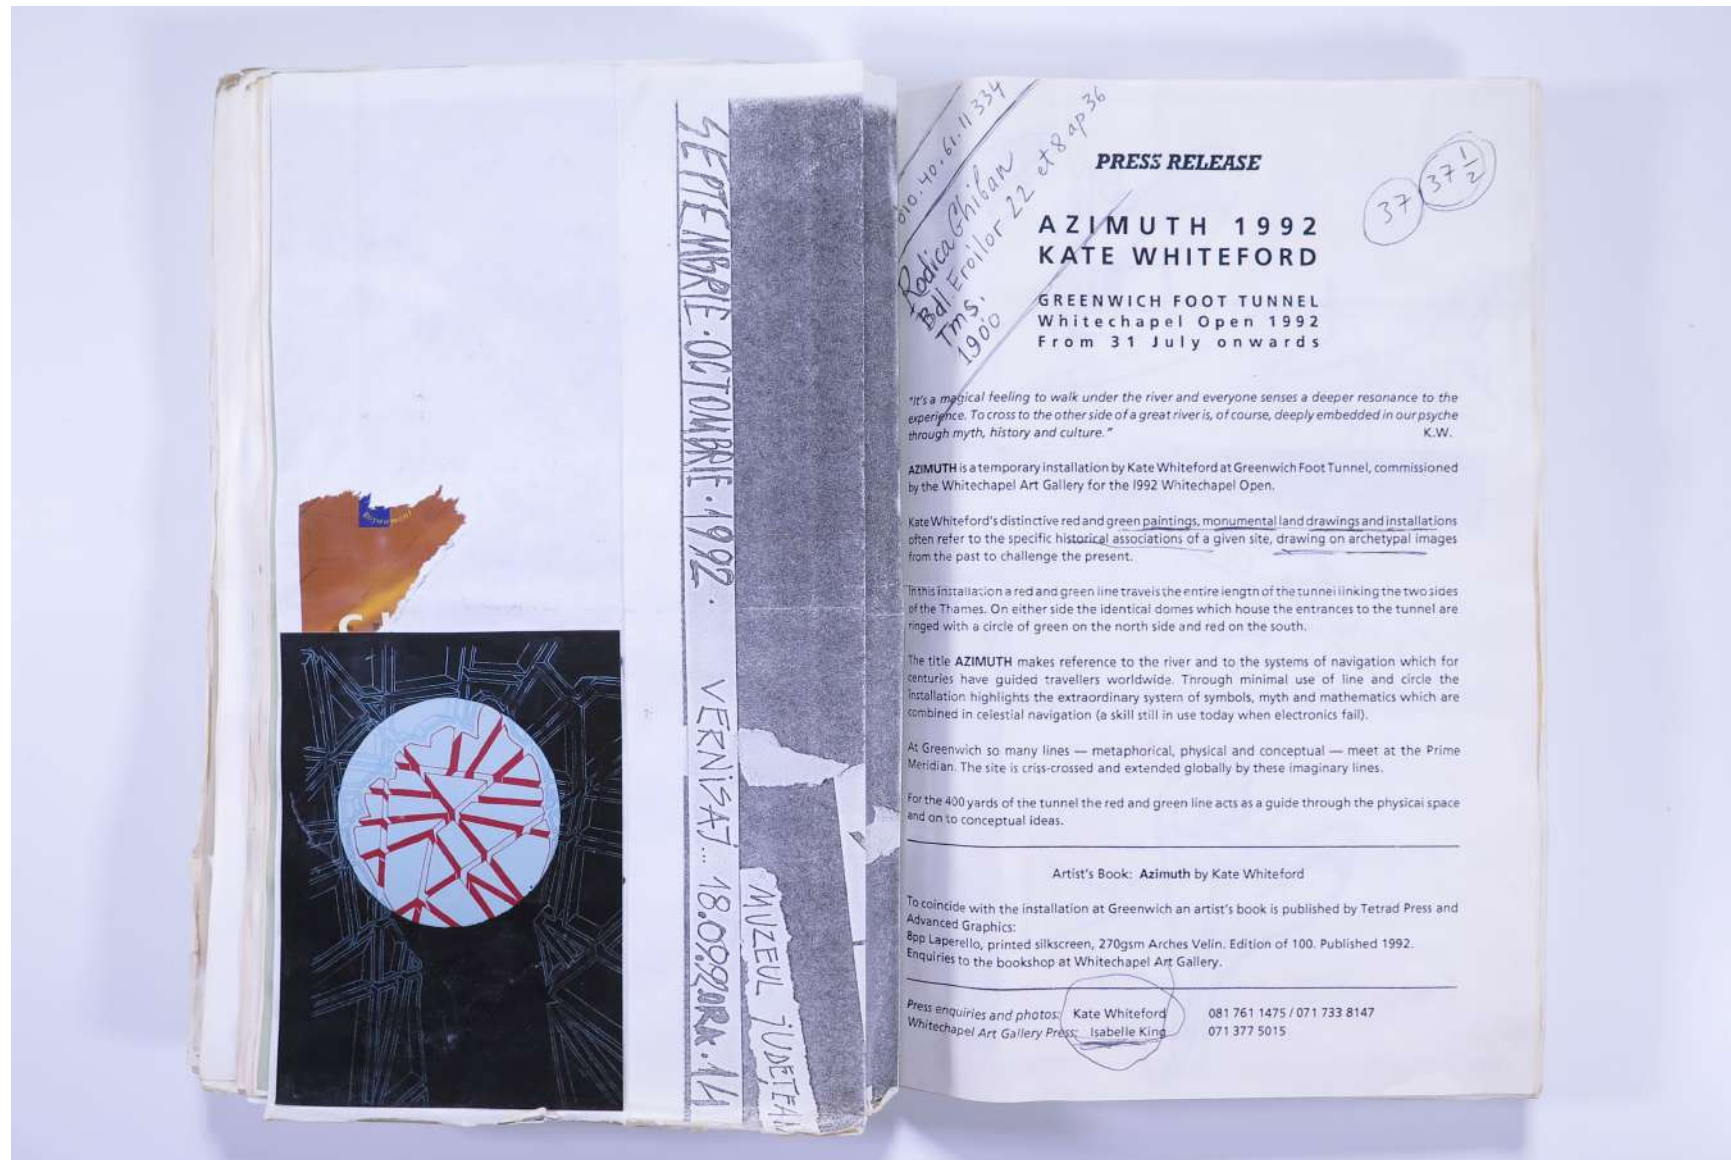 SEPTEMBRIE·OCTOMBRIE·1992·
VERNISAJ... 18.09.92 ORA·14
MUZEUL JUDEȚEA
010.40.61.11 334
Rodica Ghiban
Bdl. Eroilor 22 et 8 ap 36
Tms.
1900
PRESS RELEASE
37
37 1/2
AZIMUTH 1992
KATE WHITEFORD
GREENWICH FOOT TUNNEL
Whitechapel Open 1992
From 31 July onwards
"It's a magical feeling to walk under the river and everyone senses a deeper resonance to the
experience. To cross to the other side of a great river is, of course, deeply embedded in our psyche
through myth, history and culture." K.W.
AZIMUTH is a temporary installation by Kate Whiteford at Greenwich Foot Tunnel, commissioned
by the Whitechapel Art Gallery for the l992 Whitechapel Open.
Kate Whiteford's distinctive red and green paintings, monumental land drawings and installations
often refer to the specific historical associations of a given site, drawing on archetypal images
from the past to challenge the present.
In this installation a red and green line travels the entire length of the tunnel linking the two sides
of the Thames. On either side the identical domes which house the entrances to the tunnel are
ringed with a circle of green on the north side and red on the south.
The title AZIMUTH makes reference to the river and to the systems of navigation which for
centuries have guided travellers worldwide. Through minimal use of line and circle the
installation highlights the extraordinary system of symbols, myth and mathematics which are
combined in celestial navigation (a skill still in use today when electronics fail).
At Greenwich so many lines — metaphorical, physical and conceptual — meet at the Prime
Meridian. The site is criss-crossed and extended globally by these imaginary lines.
For the 400 yards of the tunnel the red and green line acts as a guide through the physical space
and on to conceptual ideas.
Artist's Book: Azimuth by Kate Whiteford
To coincide with the installation at Greenwich an artist's book is published by Tetrad Press and
Advanced Graphics:
8pp Laperello, printed silkscreen, 270gsm Arches Velin. Edition of 100. Published 1992.
Enquiries to the bookshop at Whitechapel Art Gallery.
Press enquiries and photos: Kate Whiteford 081 761 1475 / 071 733 8147
Whitechapel Art Gallery Press: Isabelle King 071 377 5015